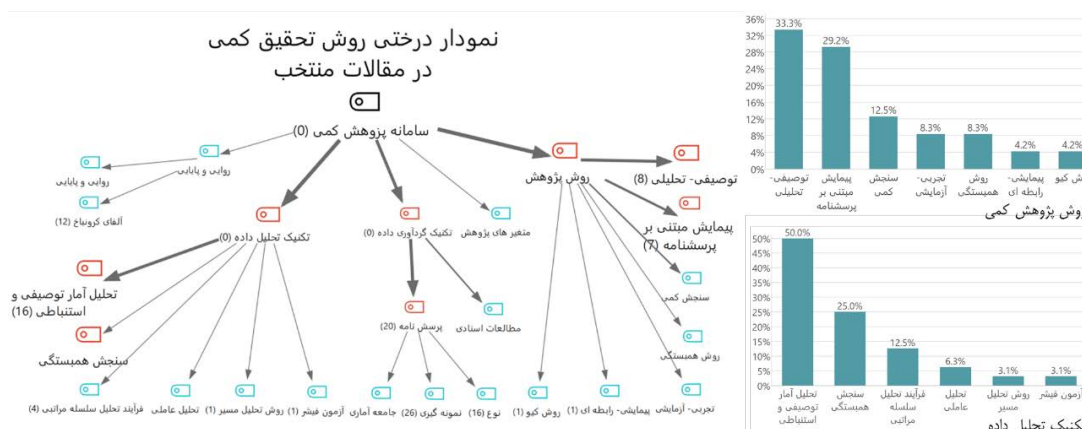 نمودار درختی روش تحقیق کمی
در مقالات منتخب
سامانه پزوهش کمی (0)
روایی و پایایی
روایی و پایایی
آلفای کرونباخ (12)
تکنیک تحلیل داده (0)
تکنیک گردآوری داده (0)
متغیر های پژوهش
روش پژوهش
توصیفی- تحلیلی (8)
پیمایش مبتنی بر
پرسشنامه (7)
سنجش کمی
روش همبستگی
تحلیل آمار توصیفی و
استنباطی (16)
سنجش همبستگی
پرسش نامه (20)
مطالعات اسنادی
تجربی- آزمایشی
پیمایشی- رابطه ای (1)
روش کیو (1)
نوع (16)
نمونه گیری (26)
جامعه آماری
آزمون فیشر (1)
روش تحلیل مسیر (1)
تحلیل عاملی
فرآیند تحلیل سلسله مراتبی (4)
36%
32%
28%
24%
20%
16%
12%
8%
4%
0%
33.3%
29.2%
12.5%
8.3%
8.3%
4.2%
4.2%
توصیفی-
تحلیلی
پیمایش
مبتنی بر
پرسشنامه
سنجش
کمی
تجربی-
آزمایشی
روش
همبستگی
پیمایشی-
رابطه ای
ش کیو
روش پژوهش کمی
50%
45%
40%
35%
30%
25%
20%
15%
10%
5%
0%
50.0%
25.0%
12.5%
6.3%
3.1%
3.1%
تحلیل آمار
توصیفی و
استنباطی
سنجش
همبستگی
فرآیند تحلیل
سلسله
مراتبی
تحلیل
عاملی
روش تحلیل
مسیر
آزمون فیشر
تکنیک تحلیل داده